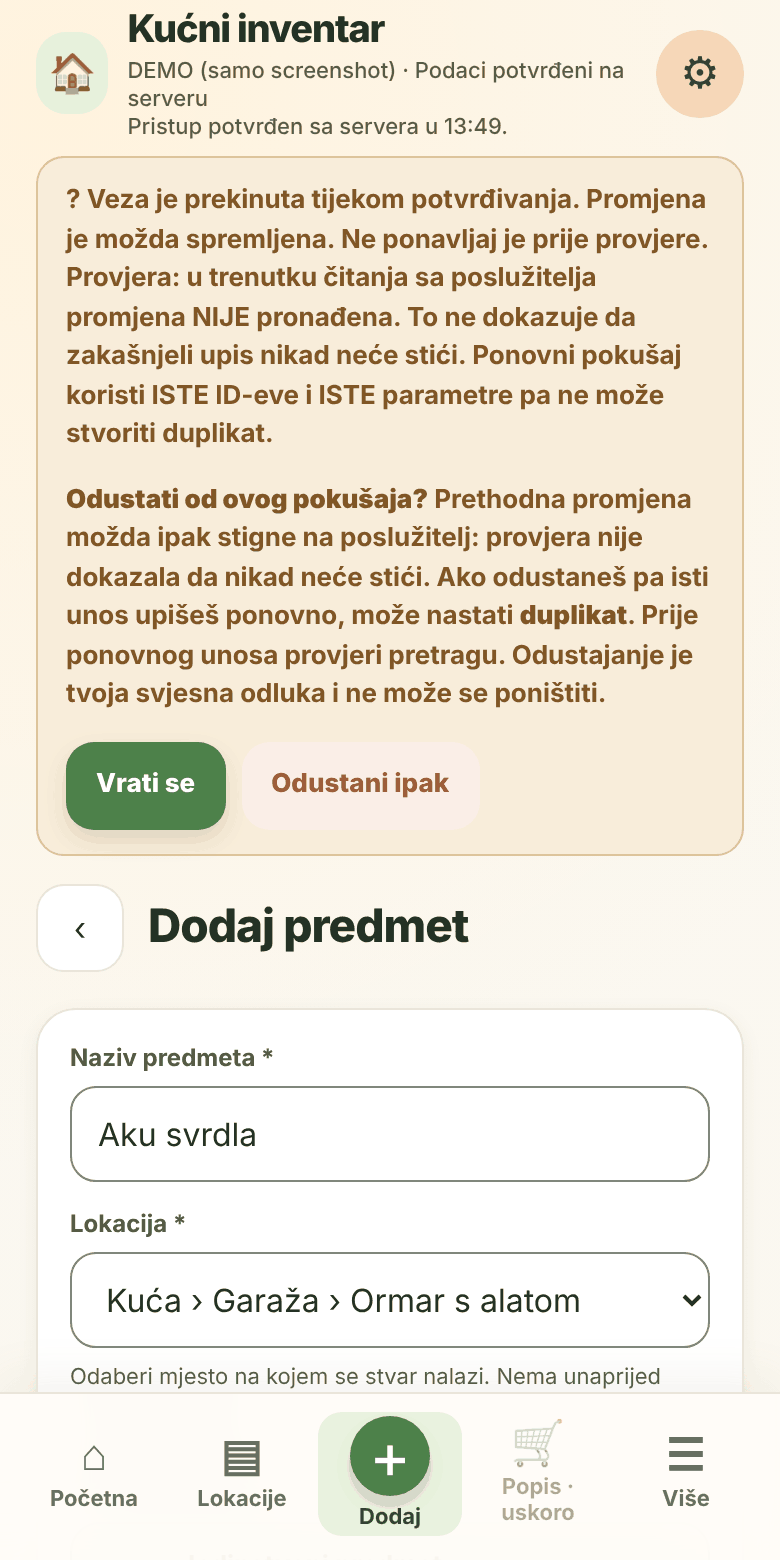 Kućni inventar
DEMO (samo screenshot) · Podaci potvrđeni na
serveru
Pristup potvrđen sa servera u 13:49.
? Veza je prekinuta tijekom potvrđivanja. Promjena
je možda spremljena. Ne ponavljaj je prije provjere.
Provjera: u trenutku čitanja sa poslužitelja
promjena NIJE pronađena. To ne dokazuje da
zakašnjeli upis nikad neće stići. Ponovni pokušaj
koristi ISTE ID-eve i ISTE parametre pa ne može
stvoriti duplikat.
Odustati od ovog pokušaja? Prethodna promjena
možda ipak stigne na poslužitelj: provjera nije
dokazala da nikad neće stići. Ako odustaneš pa isti
unos upišeš ponovno, može nastati duplikat. Prije
ponovnog unosa provjeri pretragu. Odustajanje je
tvoja svjesna odluka i ne može se poništiti.
Vrati se
Odustani ipak
‹ Dodaj predmet
Naziv predmeta *
Aku svrdla
Lokacija *
Kuća › Garaža › Ormar s alatom
Odaberi mjesto na kojem se stvar nalazi. Nema unaprijed
Početna
Lokacije
Dodaj
Popis ·
uskoro
Više